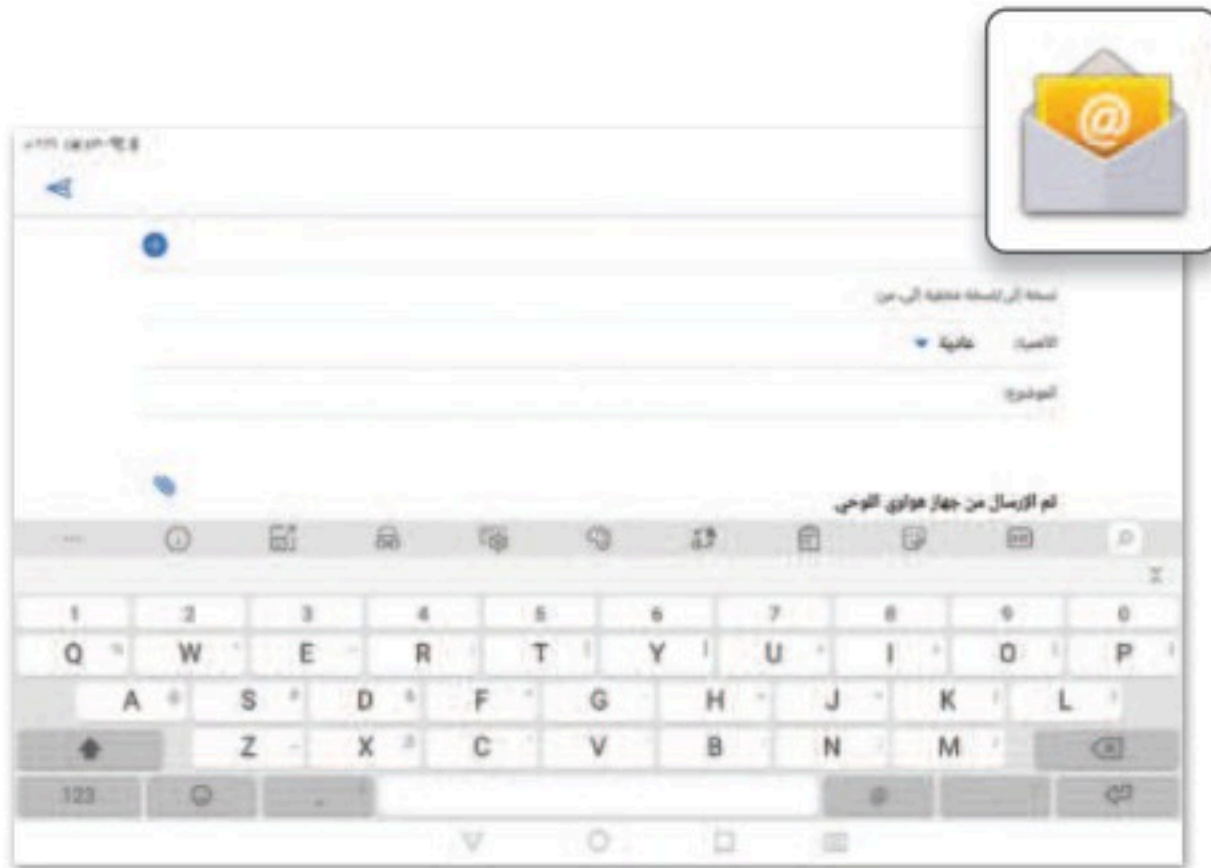 @
نسخة إلى/نسخة مخفية إلى، من
الأهمية: عادية
الموضوع:
تم الإرسال من جهاز هواوي اللوحي
1 2 3 4 5 6 7 8 9 0
Q W E R T Y U I O P
A S D F G H J K L
Z X C V B N M
123 @